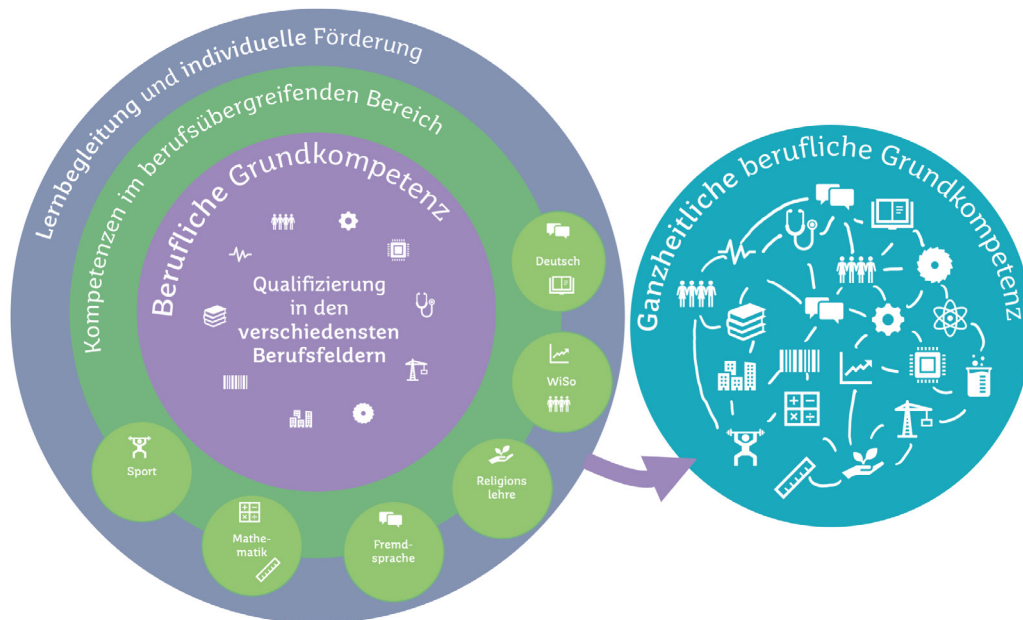 Lernbegleitung und individuelle Förderung
Kompetenzen im berufsübergreifenden Bereich
Berufliche Grundkompetenz
Qualifizierung
in den
verschiedensten
Berufsfeldern
Deutsch
WiSo
Religions
lehre
Fremd-
sprache
Mathe-
matik
Sport
Ganzheitliche berufliche Grundkompetenz